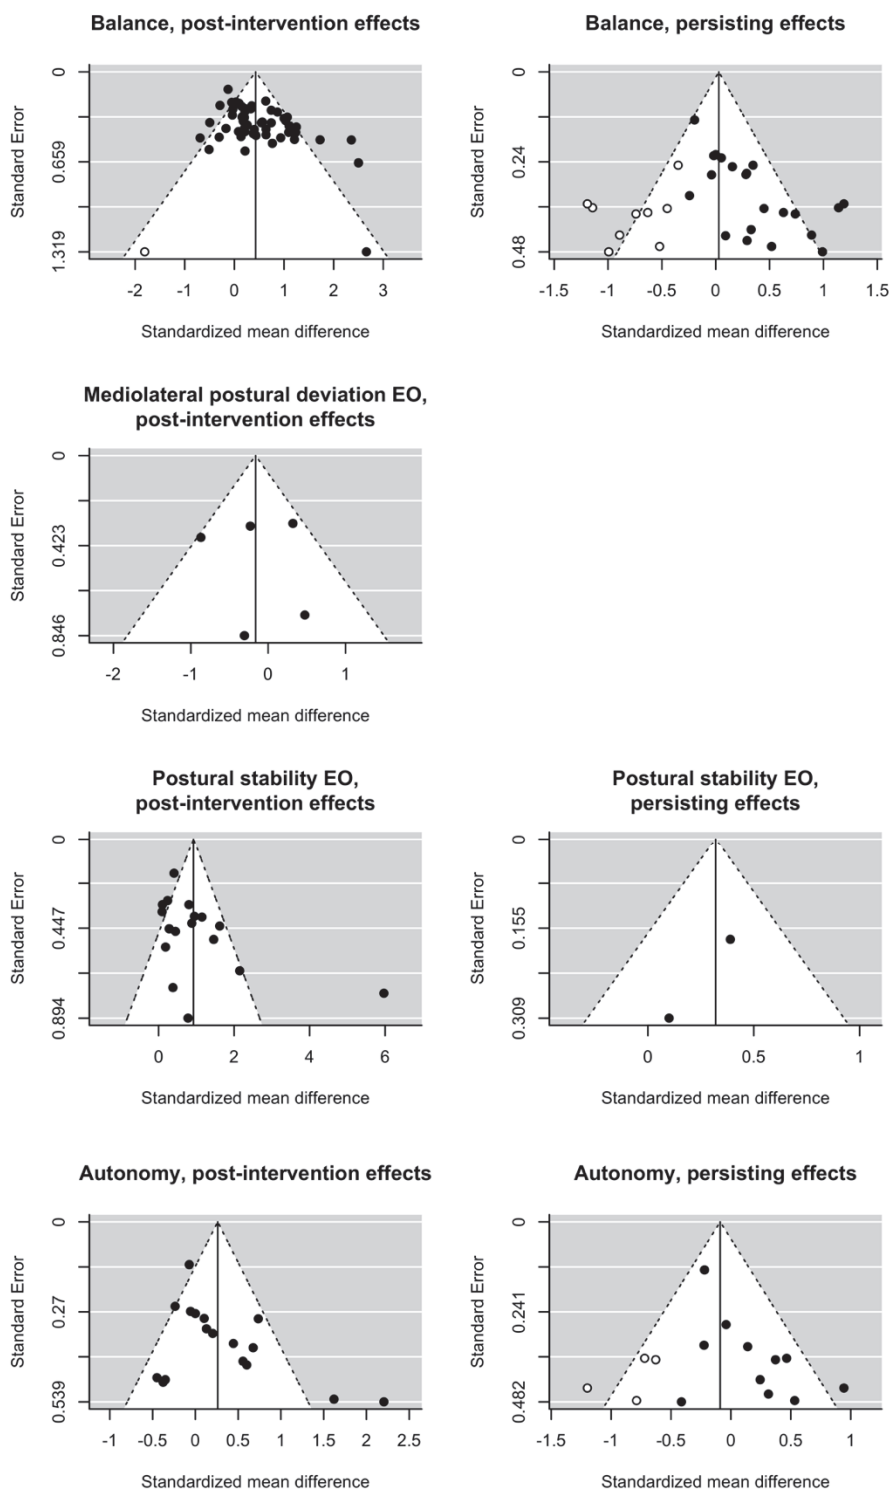 Balance, post-intervention effects
Standard Error
0
0.659
1.319
-2 -1 0 1 2 3
Standardized mean difference
Balance, persisting effects
Standard Error
0
0.24
0.48
-1.5 -1 -0.5 0 0.5 1 1.5
Standardized mean difference
Mediolateral postural deviation EO,
post-intervention effects
Standard Error
0
0.423
0.846
-2 -1 0 1
Standardized mean difference
Postural stability EO,
post-intervention effects
Standard Error
0
0.447
0.894
0 2 4 6
Standardized mean difference
Postural stability EO,
persisting effects
Standard Error
0
0.155
0.309
0 0.5 1
Standardized mean difference
Autonomy, post-intervention effects
Standard Error
0
0.27
0.539
-1 -0.5 0 0.5 1 1.5 2 2.5
Standardized mean difference
Autonomy, persisting effects
Standard Error
0
0.241
0.482
-1.5 -1 -0.5 0 0.5 1
Standardized mean difference